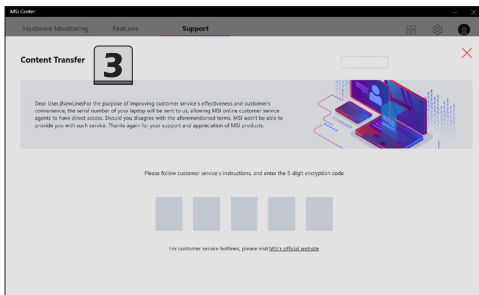 MSI Center
Hardware Monitoring Features Support
Content Transfer 3
Dear User,(NewLine)For the purpose of improving customer service's effectiveness and customer's
convenience, the serial number of your laptop will be sent to us, allowing MSI online customer service
agents to have direct access. Should you disagree with the aforementioned terms, MSI won't be able to
provide you with such service. Thanks again for your support and appreciation of MSI products.
Please follow customer service's instructions, and enter the 5-digit encryption code
For customer service hotlines, please visit MSI's official website